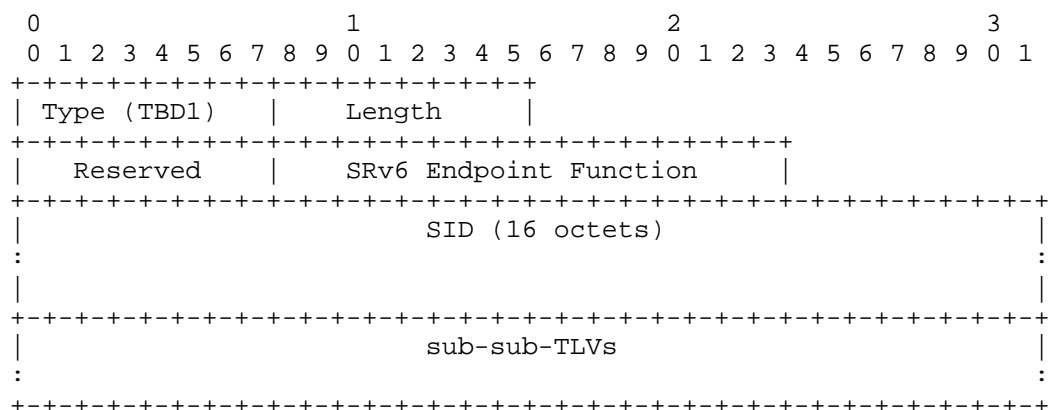 0                   1                   2                   3
 0 1 2 3 4 5 6 7 8 9 0 1 2 3 4 5 6 7 8 9 0 1 2 3 4 5 6 7 8 9 0 1
+-+-+-+-+-+-+-+-+-+-+-+-+-+-+-+-+
| Type (TBD1)   |    Length     |
+-+-+-+-+-+-+-+-+-+-+-+-+-+-+-+-+-+-+-+-+-+-+-+-+
|   Reserved    |    SRv6 Endpoint Function     |
+-+-+-+-+-+-+-+-+-+-+-+-+-+-+-+-+-+-+-+-+-+-+-+-+-+-+-+-+-+-+-+-+
|                         SID (16 octets)                       |
:                                                               :
|                                                               |
+-+-+-+-+-+-+-+-+-+-+-+-+-+-+-+-+-+-+-+-+-+-+-+-+-+-+-+-+-+-+-+-+
|                         sub-sub-TLVs                          |
:                                                               :
+-+-+-+-+-+-+-+-+-+-+-+-+-+-+-+-+-+-+-+-+-+-+-+-+-+-+-+-+-+-+-+-+